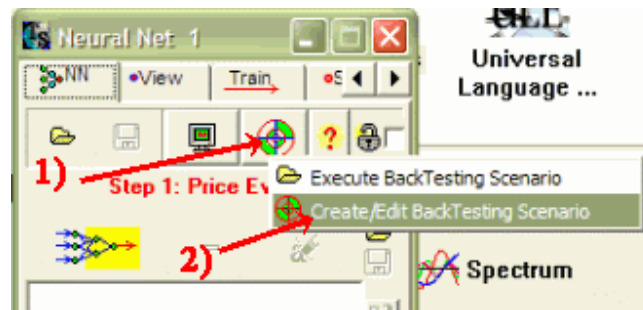 Neural Net 1
NN
View
Train
1)
Step 1: Price Ev
Execute BackTesting Scenario
Create/Edit BackTesting Scenario
2)
Universal
Language ...
Spectrum